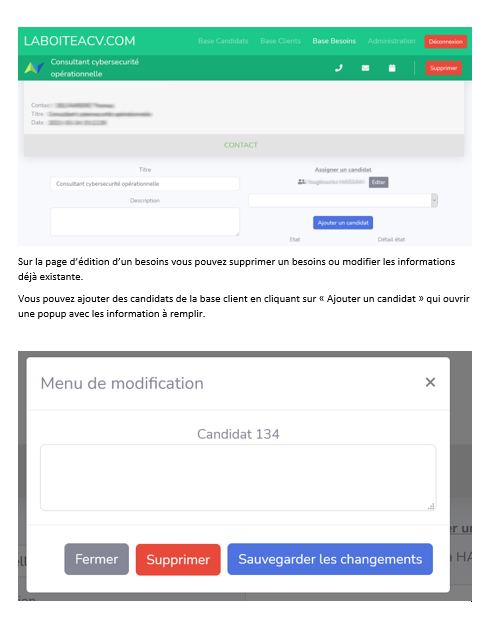 LABOITEACV.COM Base Candidats Base Clients Base Besoins Administration Déconnexion
Consultant cybersecurité
opérationnelle
Supprimer
Contact
Titre :
Date :
CONTACT
Titre
Assigner un candidat
Consultant cybersecurité opérationnelle
Editer
Description
Ajouter un candidat
Etat Détail état
Sur la page d’édition d’un besoins vous pouvez supprimer un besoins ou modifier les informations
déjà existante.
Vous pouvez ajouter des candidats de la base client en cliquant sur « Ajouter un candidat » qui ouvrir
une popup avec les information à remplir.
Menu de modification ×
Candidat 134
Fermer Supprimer Sauvegarder les changements